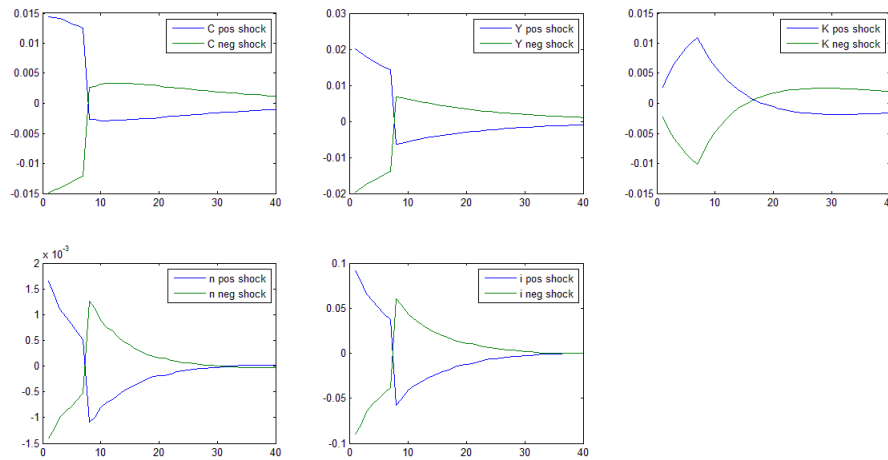 0.015
0.01
0.005
0
-0.005
-0.01
-0.015
0 10 20 30 40
C pos shock
C neg shock
0.03
0.02
0.01
0
-0.01
-0.02
0 10 20 30 40
Y pos shock
Y neg shock
0.015
0.01
0.005
0
-0.005
-0.01
-0.015
0 10 20 30 40
K pos shock
K neg shock
x 10⁻³
2
1.5
1
0.5
0
-0.5
-1
-1.5
0 10 20 30 40
n pos shock
n neg shock
0.1
0.05
0
-0.05
-0.1
0 10 20 30 40
i pos shock
i neg shock